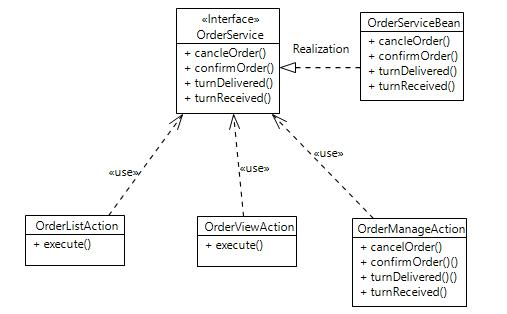 «Interface»
OrderService
+ cancleOrder()
+ confirmOrder()
+ turnDelivered()
+ turnReceived()
Realization
OrderServiceBean
+ cancleOrder()
+ confirmOrder()
+ turnDelivered()
+ turnReceived()
«use»
«use»
«use»
OrderListAction
+ execute()
OrderViewAction
+ execute()
OrderManageAction
+ cancelOrder()
+ confirmOrder()()
+ turnDelivered()()
+ turnReceived()